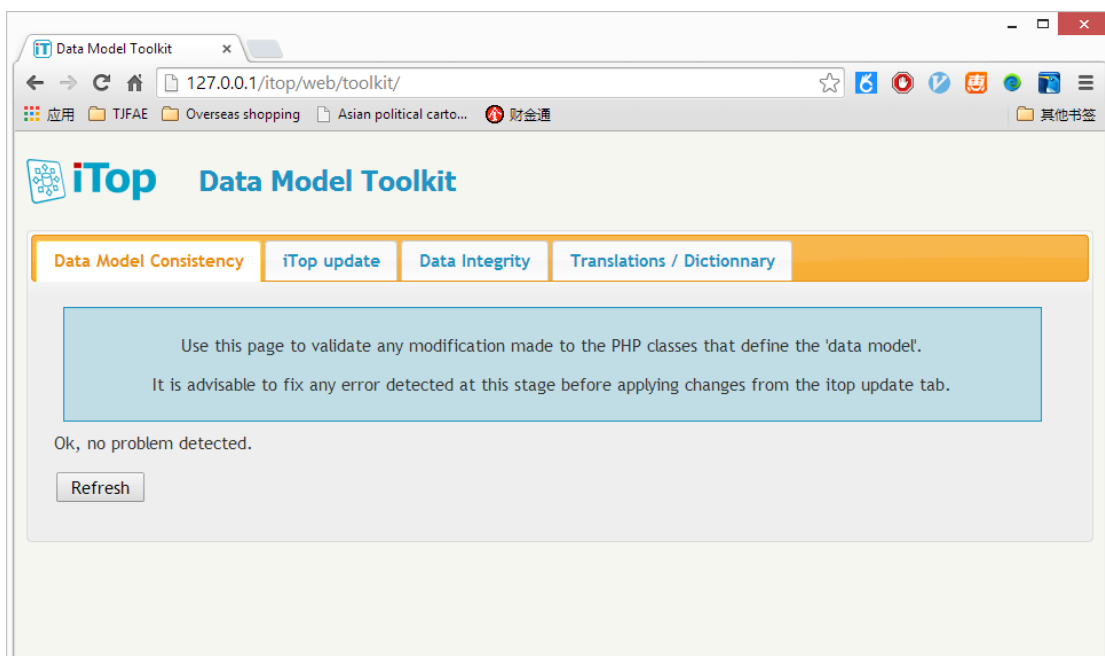 iT Data Model Toolkit
127.0.0.1/itop/web/toolkit/
应用 TJFAE Overseas shopping Asian political carto... 财金通 其他书签
iTop Data Model Toolkit
Data Model Consistency iTop update Data Integrity Translations / Dictionnary
Use this page to validate any modification made to the PHP classes that define the 'data model'.
It is advisable to fix any error detected at this stage before applying changes from the itop update tab.
Ok, no problem detected.
Refresh